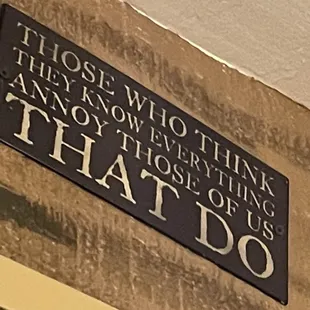 THOSE WHO THINK
THEY KNOW EVERYTHING
ANNOY THOSE OF US
THAT DO